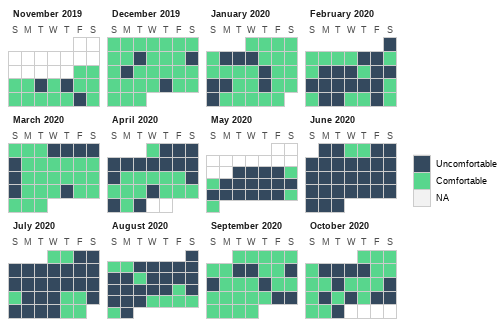 November 2019
S M T W T F S
December 2019
S M T W T F S
January 2020
S M T W T F S
February 2020
S M T W T F S
March 2020
S M T W T F S
April 2020
S M T W T F S
May 2020
S M T W T F S
June 2020
S M T W T F S
Uncomfortable
Comfortable
NA
July 2020
S M T W T F S
August 2020
S M T W T F S
September 2020
S M T W T F S
October 2020
S M T W T F S